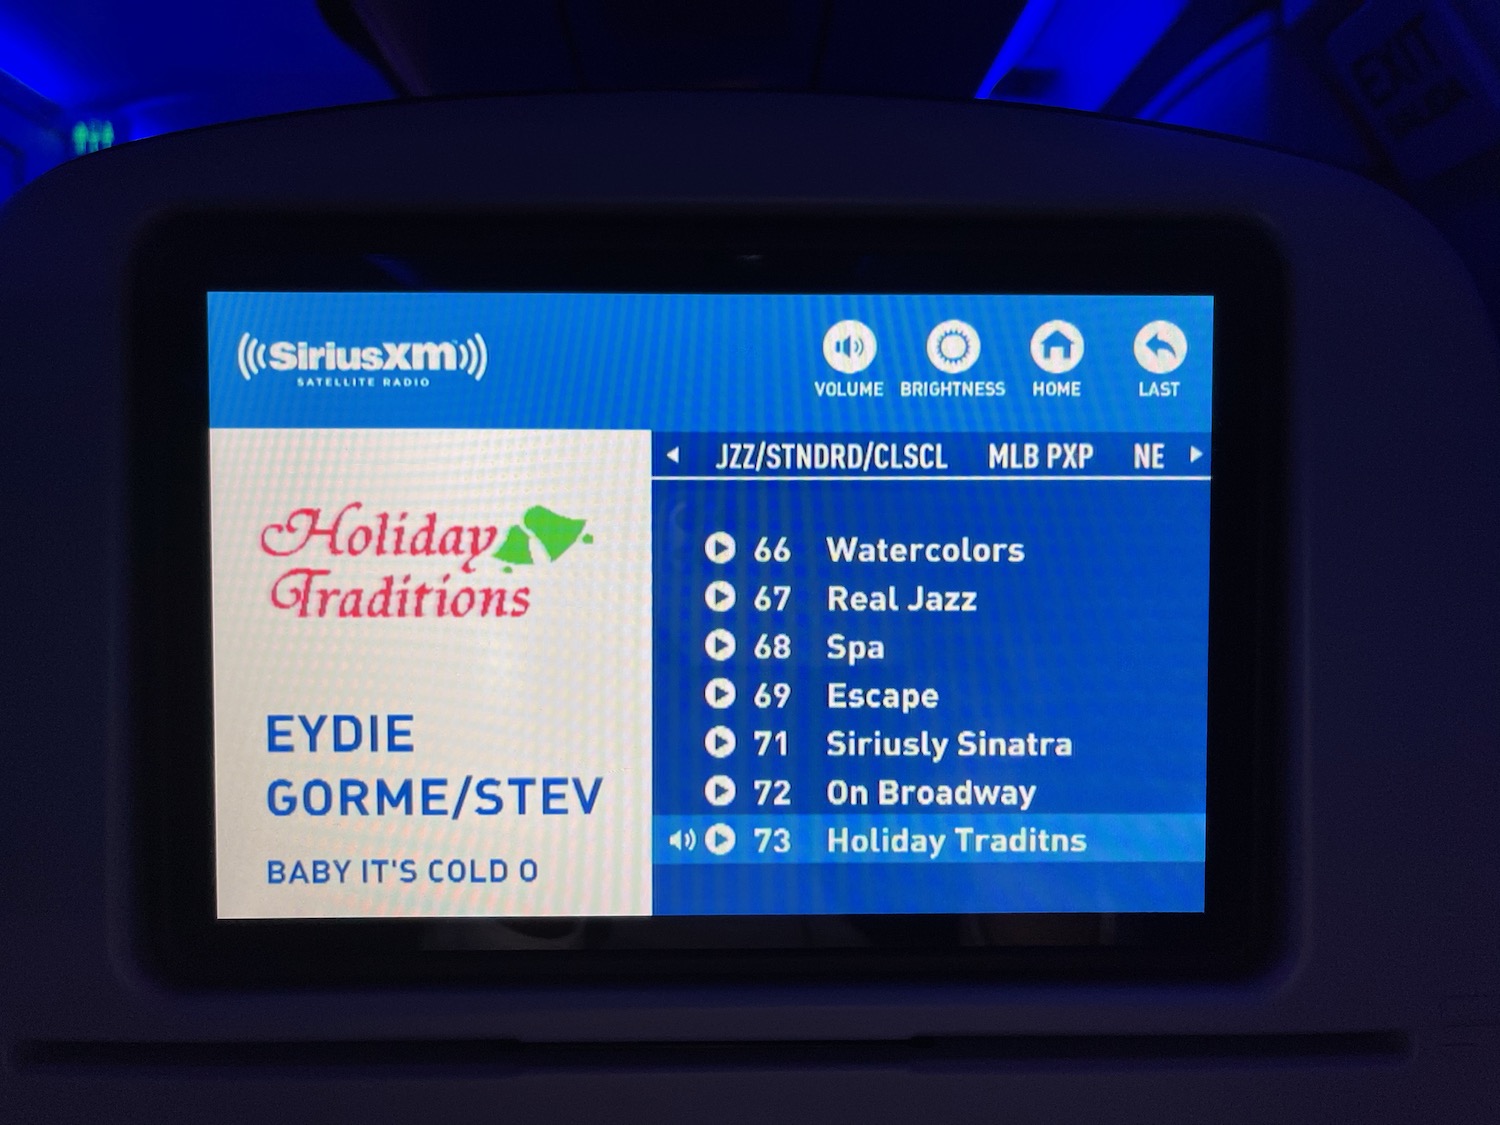 SiriusXM
SATELLITE RADIO
VOLUME
BRIGHTNESS
HOME
LAST
JZZ/STNDRD/CLSCL MLB PXP NE
Holiday
Traditions
EYDIE
GORME/STEV
BABY IT'S COLD O
66 Watercolors
67 Real Jazz
68 Spa
69 Escape
71 Siriusly Sinatra
72 On Broadway
73 Holiday Traditns
EXIT